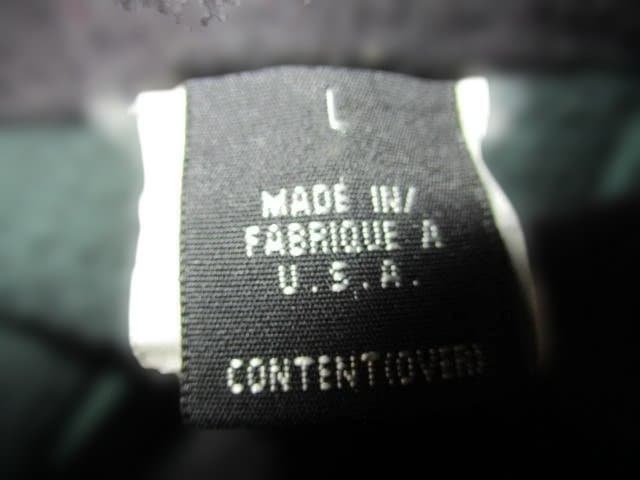 L
MADE IN/
FABRIQUE A
U.S.A.
CONTENT(OVER)